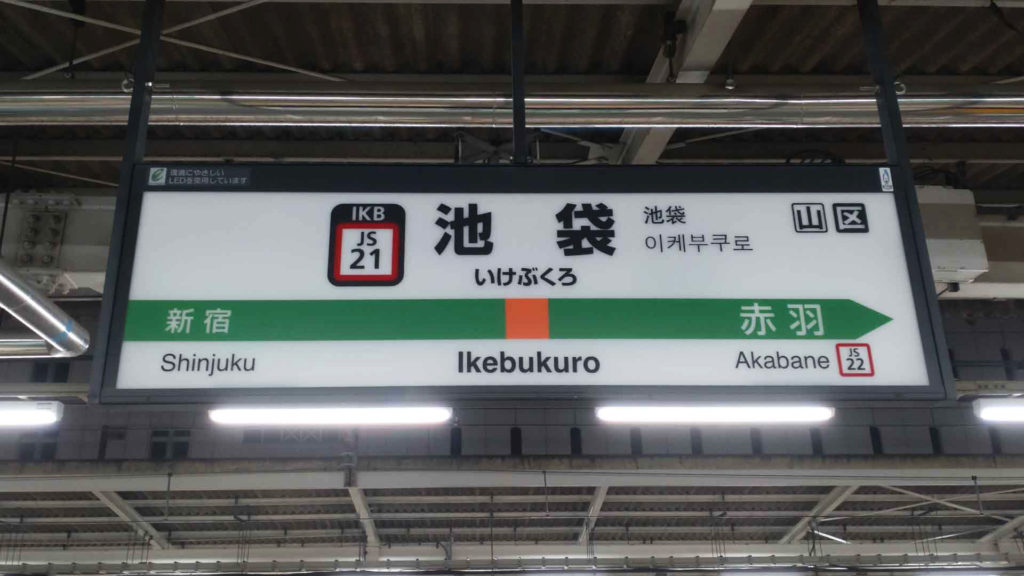 環境にやさしい
LEDを使用しています
IKB
JS
21
池袋
いけぶくろ
池袋
이케부쿠로
山 区
新宿
赤羽
Shinjuku
Ikebukuro
Akabane
JS
22